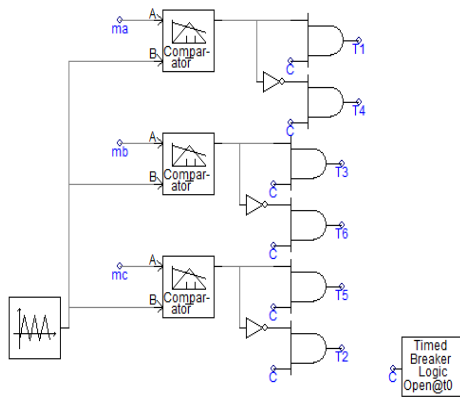 ma
A
B
Compar-
ator
C
T1
C
T4
mb
A
B
Compar-
ator
C
T3
C
T6
mc
A
B
Compar-
ator
C
T5
C
T2
C
Timed
Breaker
Logic
Open@t0